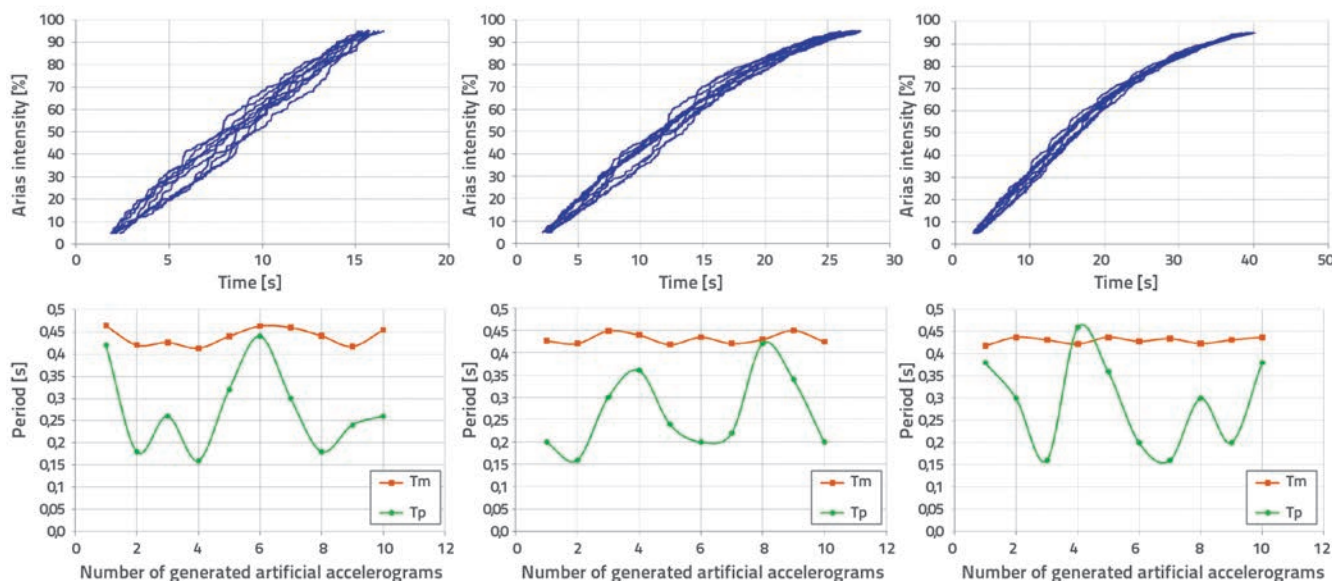 Arias intensity [%]
100
90
80
70
60
50
40
30
20
10
0
0 5 10 15 20
Time [s]
Arias intensity [%]
100
90
80
70
60
50
40
30
20
10
0
0 5 10 15 20 25 30
Time [s]
Arias intensity [%]
100
90
80
70
60
50
40
30
20
10
0
0 10 20 30 40 50
Time [s]
Period [s]
0,5
0,45
0,4
0,35
0,3
0,25
0,2
0,15
0,1
0,05
0,0
Tm
Tp
0 2 4 6 8 10 12
Number of generated artificial accelerograms
Period [s]
0,5
0,45
0,4
0,35
0,3
0,25
0,2
0,15
0,1
0,05
0,0
Tm
Tp
0 2 4 6 8 10 12
Number of generated artificial accelerograms
Period [s]
0,5
0,45
0,4
0,35
0,3
0,25
0,2
0,15
0,1
0,05
0,0
Tm
Tp
0 2 4 6 8 10 12
Number of generated artificial accelerograms